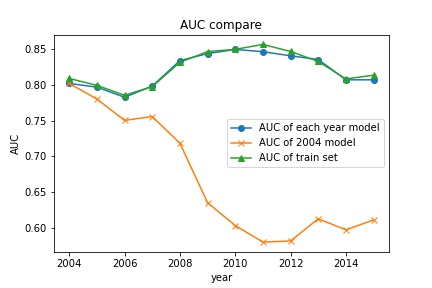 AUC compare
0.85
0.80
0.75
0.70
0.65
0.60
AUC
AUC of each year model
AUC of 2004 model
AUC of train set
2004 2006 2008 2010 2012 2014
year